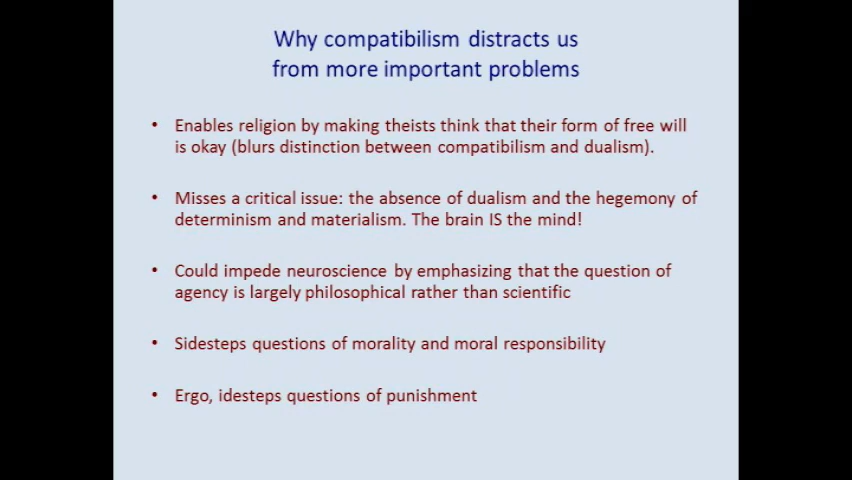 Why compatibilism distracts us
from more important problems
• Enables religion by making theists think that their form of free will
is okay (blurs distinction between compatibilism and dualism).
• Misses a critical issue: the absence of dualism and the hegemony of
determinism and materialism. The brain IS the mind!
• Could impede neuroscience by emphasizing that the question of
agency is largely philosophical rather than scientific
• Sidesteps questions of morality and moral responsibility
• Ergo, idesteps questions of punishment